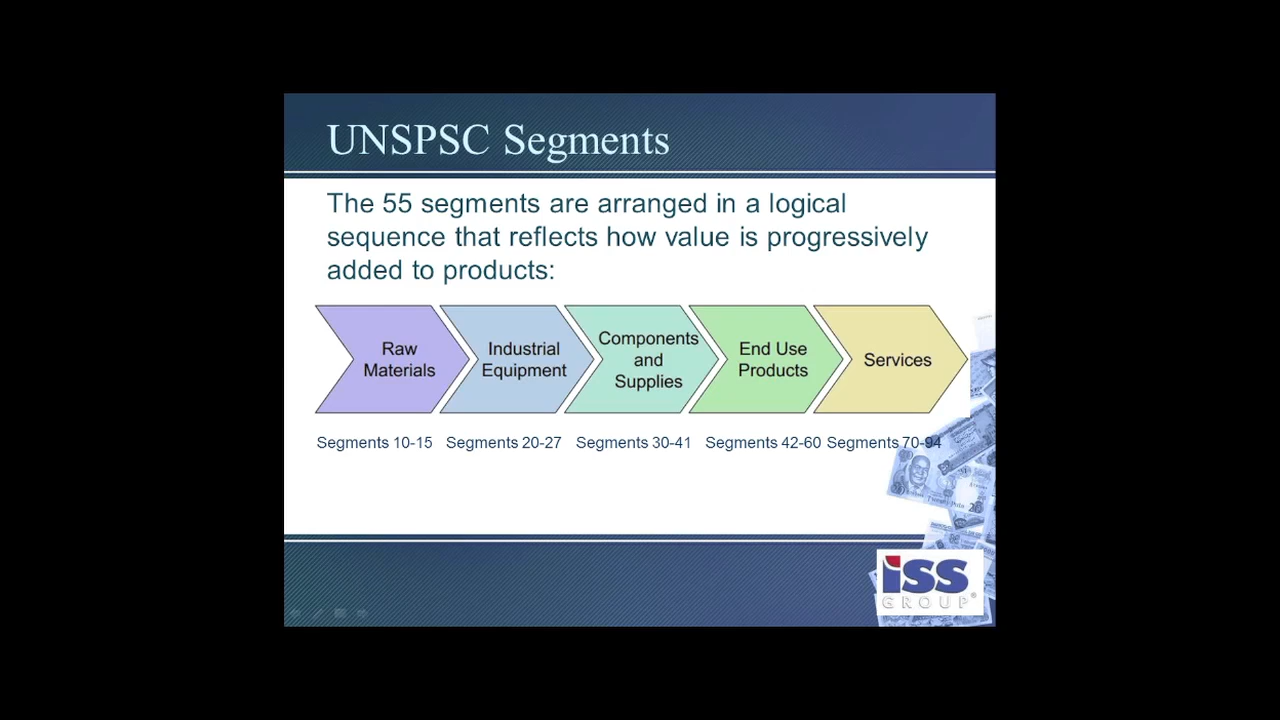 UNSPSC Segments
The 55 segments are arranged in a logical
sequence that reflects how value is progressively
added to products:
Raw
Materials
Industrial
Equipment
Components
and
Supplies
End Use
Products
Services
Segments 10-15 Segments 20-27 Segments 30-41 Segments 42-60 Segments 70-94
iSS
GROUP®